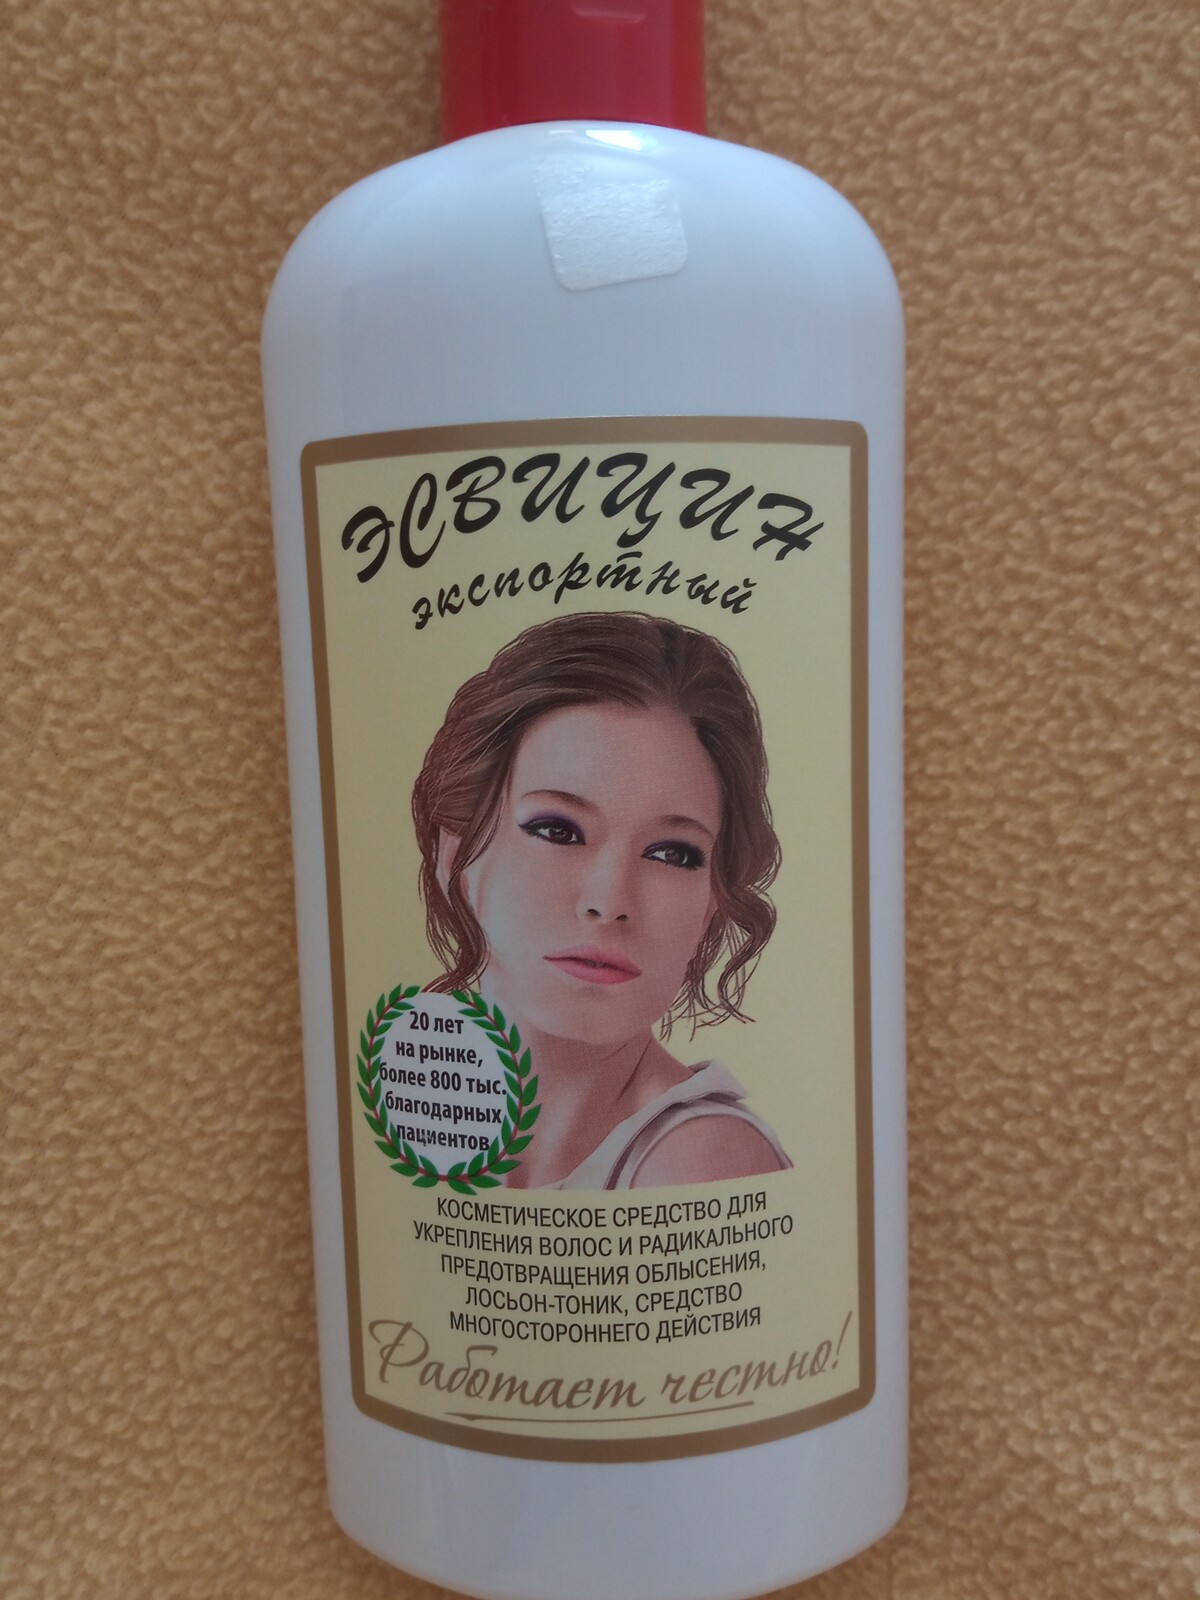 ЭСВИЦИН
экспортный
20 лет
на рынке,
более 800 тыс.
благодарных
пациентов
КОСМЕТИЧЕСКОЕ СРЕДСТВО ДЛЯ
УКРЕПЛЕНИЯ ВОЛОС И РАДИКАЛЬНОГО
ПРЕДОТВРАЩЕНИЯ ОБЛЫСЕНИЯ,
ЛОСЬОН-ТОНИК, СРЕДСТВО
МНОГОСТОРОННЕГО ДЕЙСТВИЯ
Работает честно!